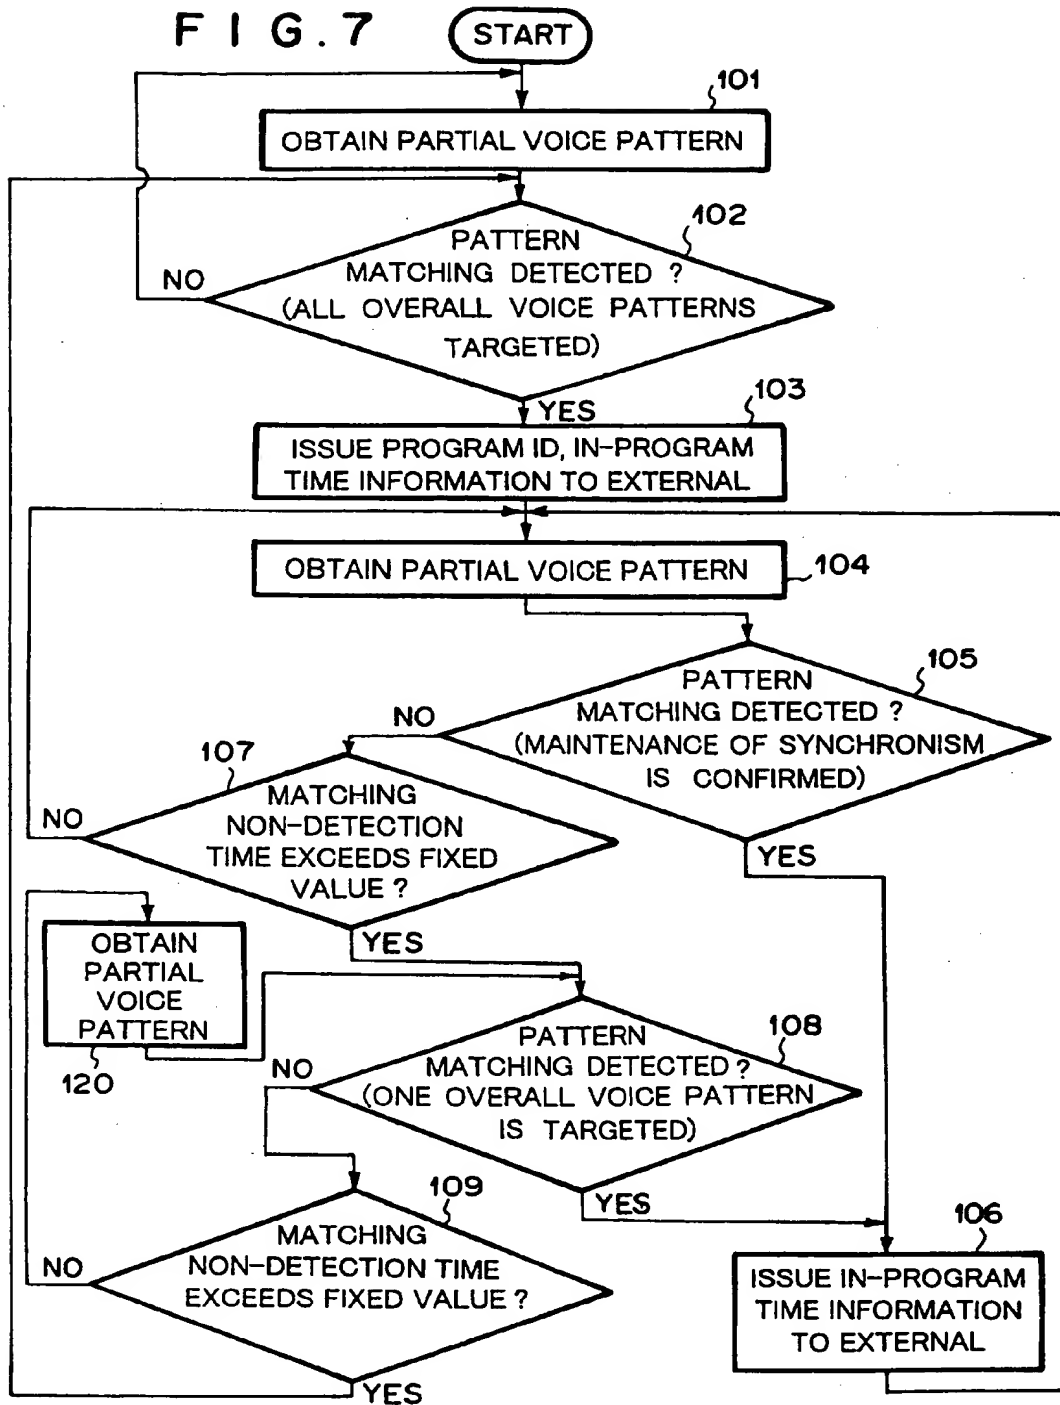 FIG.7
START
101
OBTAIN PARTIAL VOICE PATTERN
102
PATTERN
MATCHING DETECTED ?
(ALL OVERALL VOICE PATTERNS
TARGETED)
NO
YES
103
ISSUE PROGRAM ID, IN-PROGRAM
TIME INFORMATION TO EXTERNAL
OBTAIN PARTIAL VOICE PATTERN
104
105
PATTERN
MATCHING DETECTED ?
(MAINTENANCE OF SYNCHRONISM
IS CONFIRMED)
NO
YES
107
MATCHING
NON-DETECTION
TIME EXCEEDS FIXED
VALUE ?
NO
YES
OBTAIN
PARTIAL
VOICE
PATTERN
120
108
PATTERN
MATCHING DETECTED ?
(ONE OVERALL VOICE PATTERN
IS TARGETED)
NO
YES
109
MATCHING
NON-DETECTION TIME
EXCEEDS FIXED VALUE ?
NO
YES
106
ISSUE IN-PROGRAM
TIME INFORMATION
TO EXTERNAL